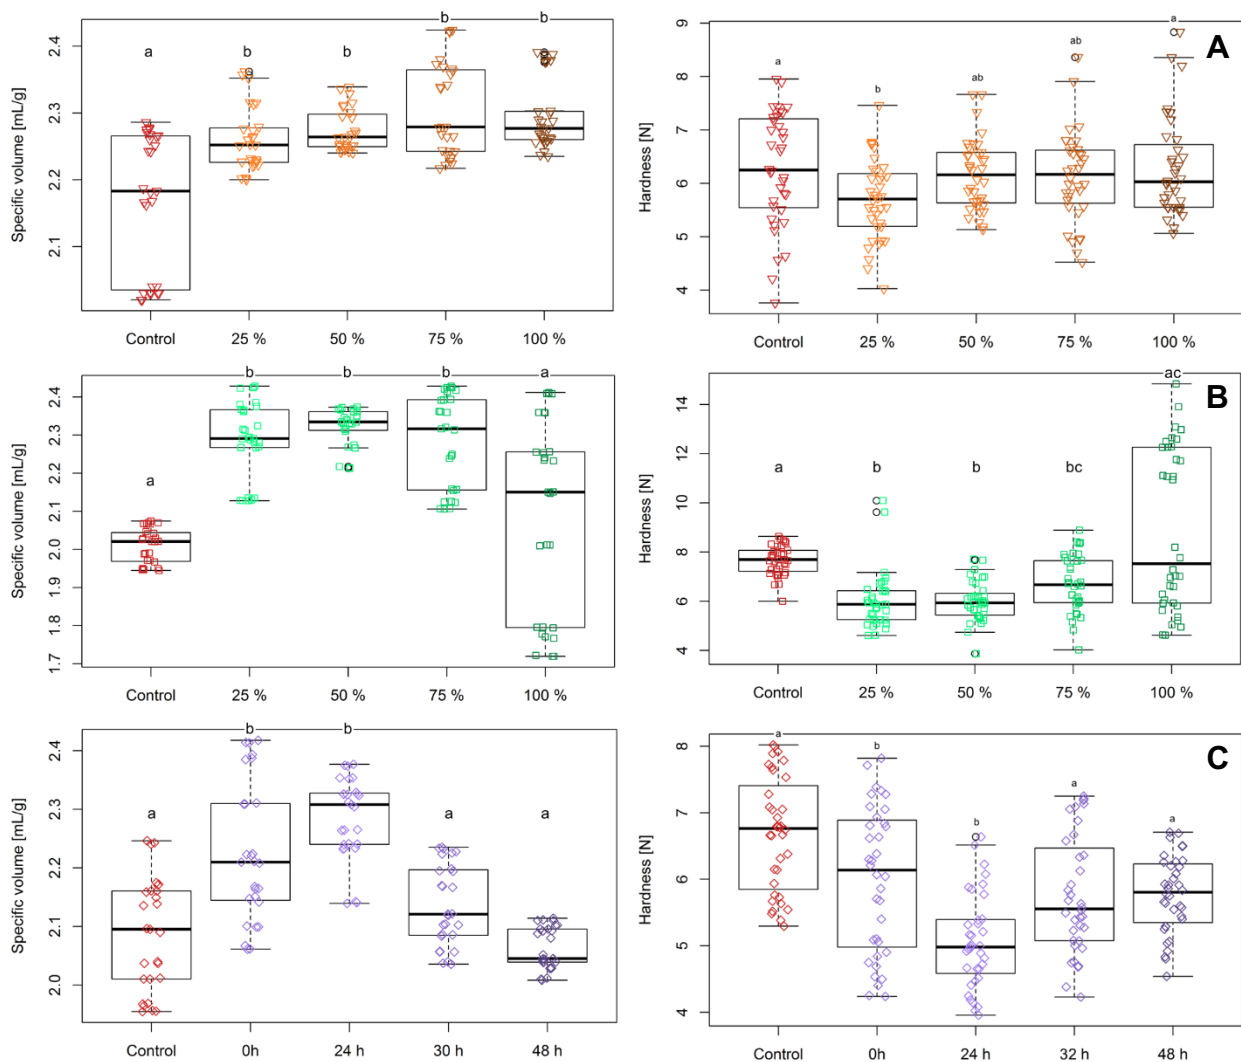 b b
A
a b b
Specific volume [mL/g]
2.4
2.3
2.2
2.1
Control 25 % 50 % 75 % 100 %
a b ab ab a
Hardness [N]
9
8
7
6
5
4
Control 25 % 50 % 75 % 100 %
B
a b b b a
Specific volume [mL/g]
2.4
2.3
2.2
2.1
2.0
1.9
1.8
1.7
Control 25 % 50 % 75 % 100 %
a b b bc ac
Hardness [N]
14
12
10
8
6
4
Control 25 % 50 % 75 % 100 %
C
a b b a a
Specific volume [mL/g]
2.4
2.3
2.2
2.1
2.0
Control 0h 24 h 30 h 48 h
a b b a a
Hardness [N]
8
7
6
5
4
Control 0h 24 h 32 h 48 h